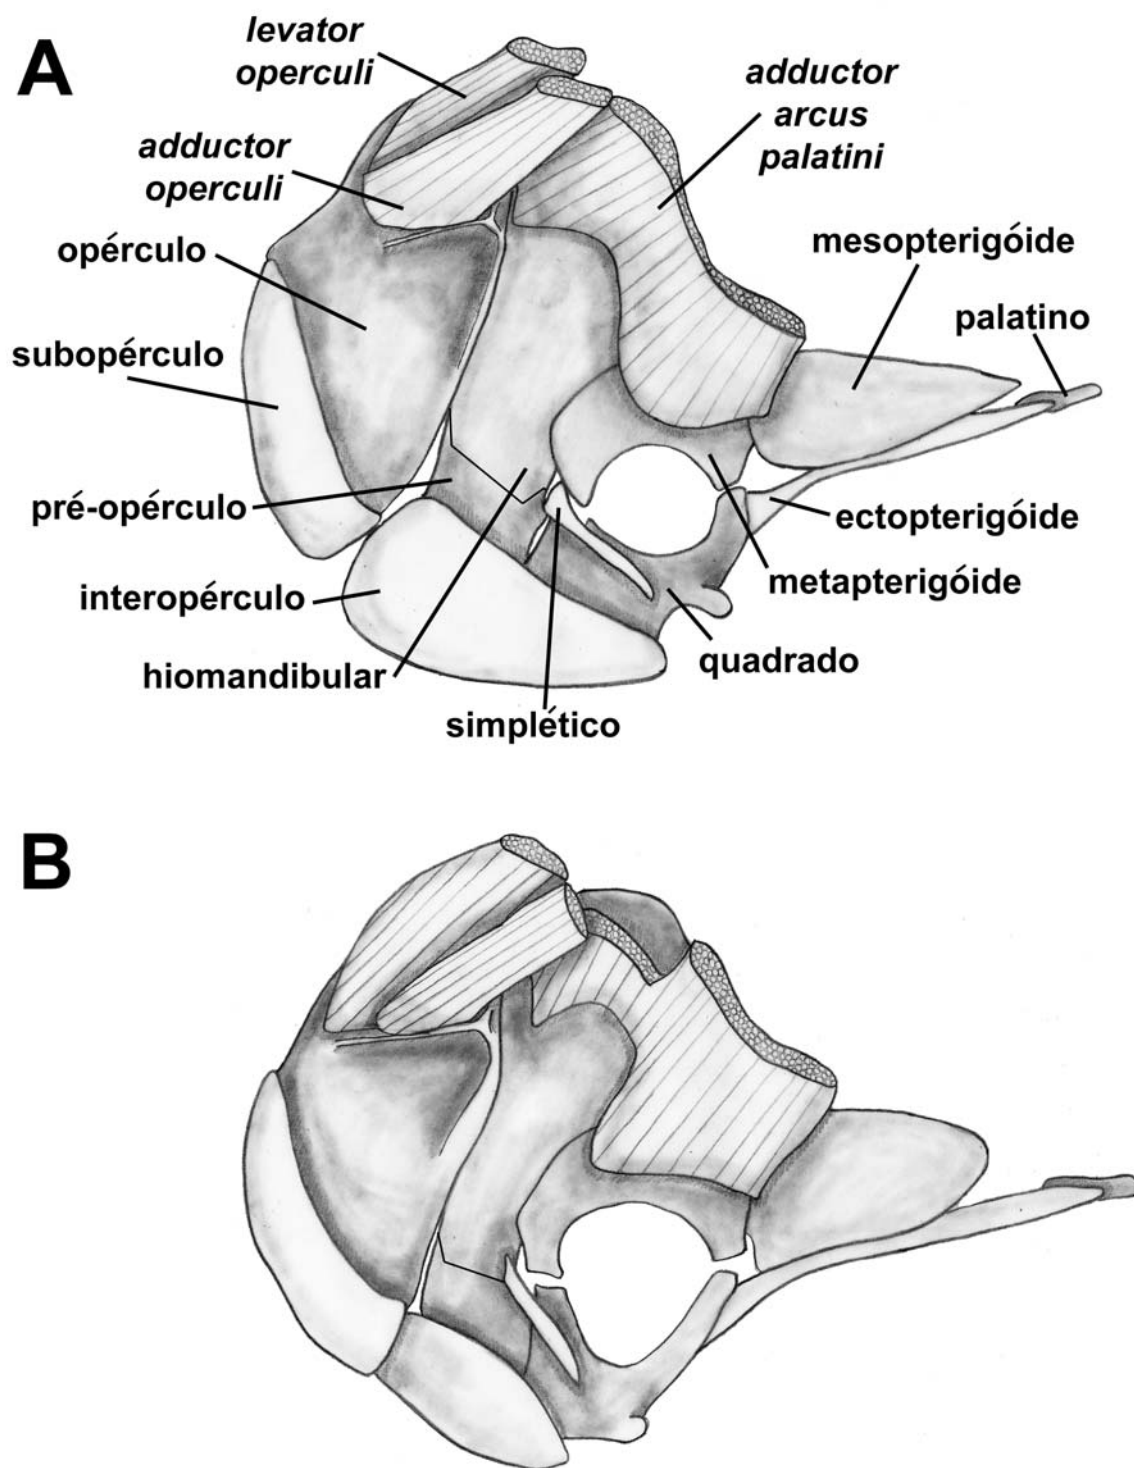 A
levator
operculi
adductor
arcus
palatini
adductor
operculi
opérculo
mesopterigóide
palatino
subopérculo
pré-opérculo
ectopterigóide
metapterigóide
interopérculo
hiomandibular
quadrado
simplético
B